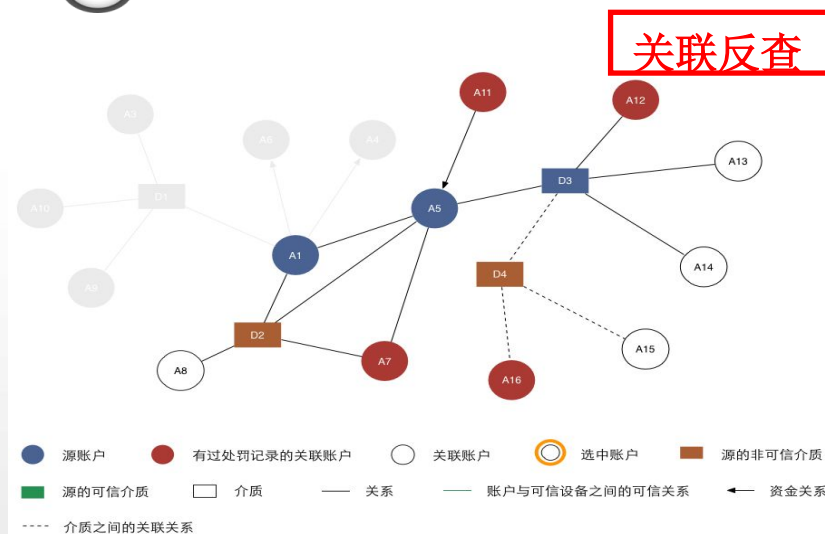 关联反查
A11
A12
A3
A6
A4
A13
D3
D1
A10
A5
A1
A14
D4
A9
D2
A15
A7
A8
A16
源账户
有过处罚记录的关联账户
关联账户
选中账户
源的非可信介质
源的可信介质
介质
关系
账户与可信设备之间的可信关系
资金关系
介质之间的关联关系